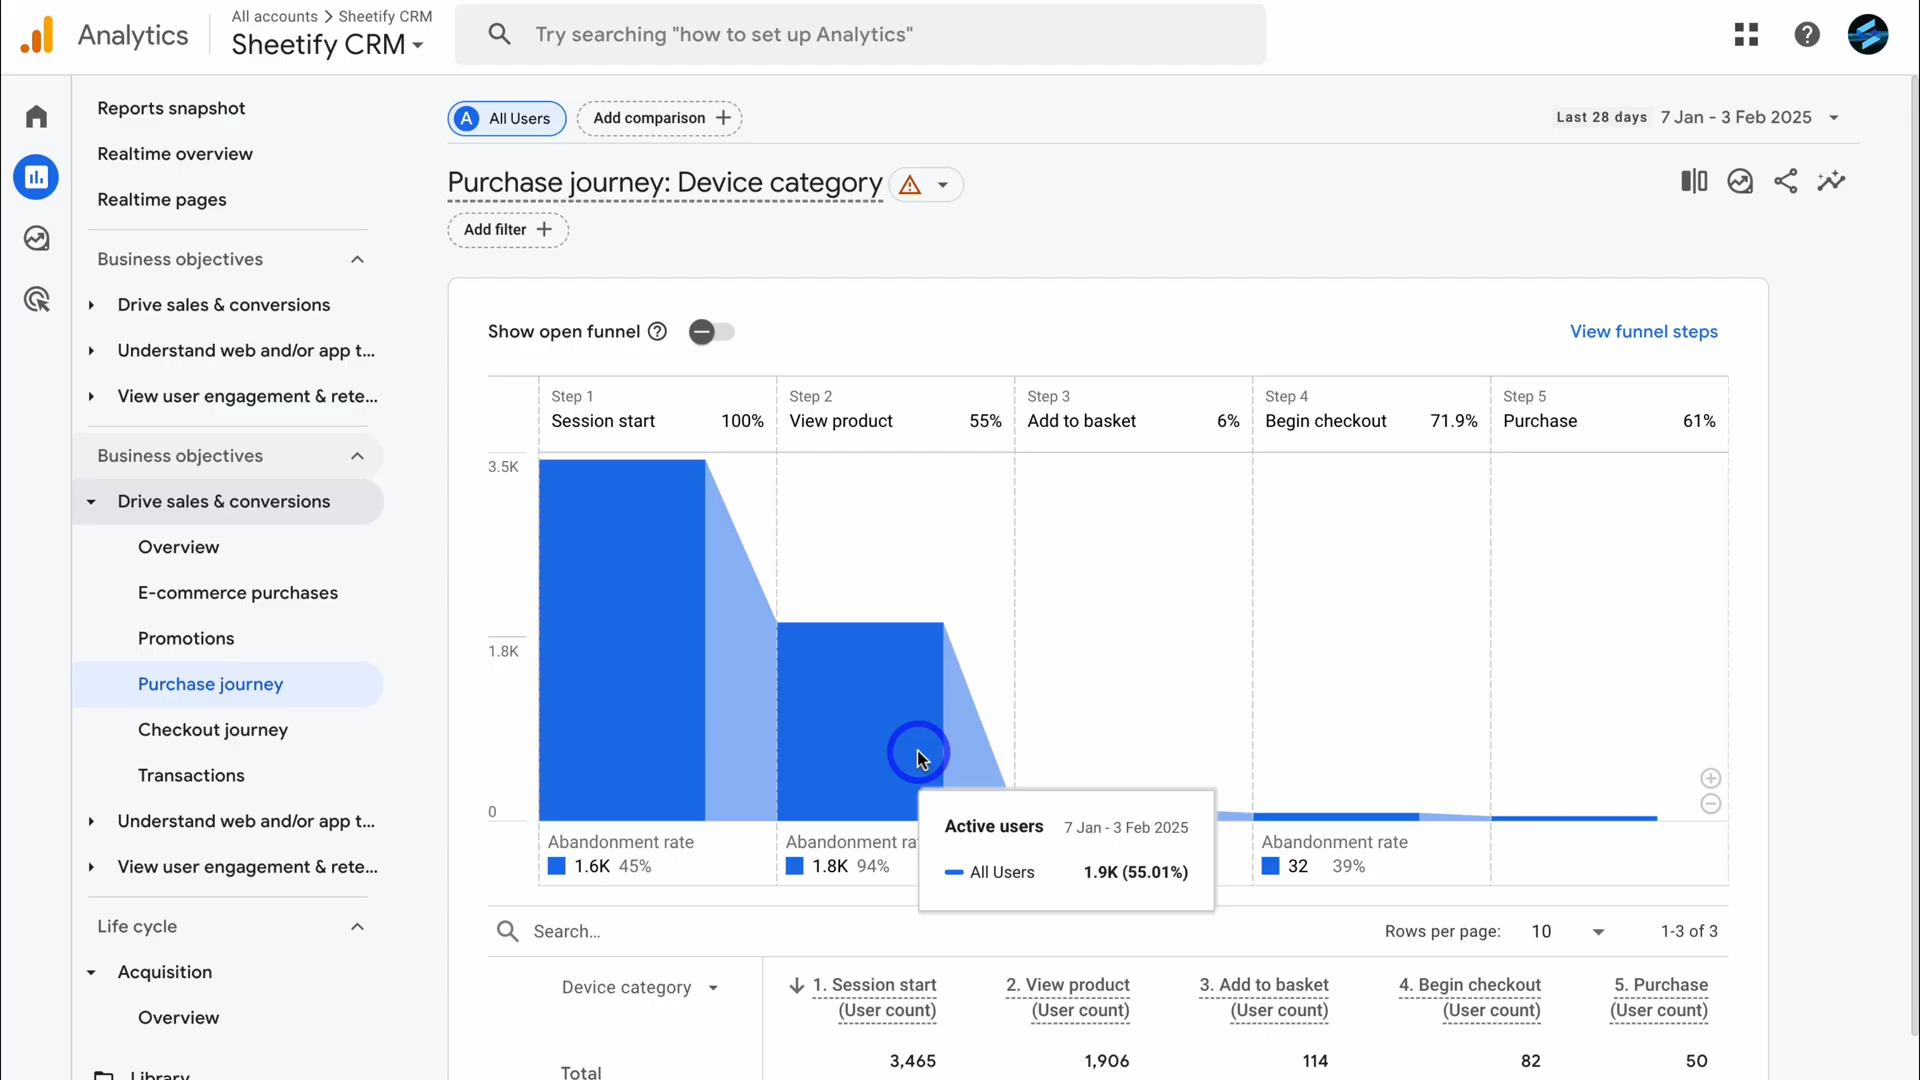 Analytics
All accounts > Sheetify CRM
Sheetify CRM
Try searching "how to set up Analytics"
Reports snapshot
Realtime overview
Realtime pages
Business objectives
Drive sales & conversions
Understand web and/or app t...
View user engagement & rete...
Business objectives
Drive sales & conversions
Overview
E-commerce purchases
Promotions
Purchase journey
Checkout journey
Transactions
Understand web and/or app t...
View user engagement & rete...
Life cycle
Acquisition
Overview
Library
A All Users
Add comparison +
Last 28 days 7 Jan - 3 Feb 2025
Purchase journey: Device category
Add filter +
Show open funnel
View funnel steps
Step 1
Session start 100%
Step 2
View product 55%
Step 3
Add to basket 6%
Step 4
Begin checkout 71.9%
Step 5
Purchase 61%
3.5K
1.8K
0
Abandonment rate
1.6K 45%
Abandonment ra
1.8K 94%
Active users 7 Jan - 3 Feb 2025
All Users 1.9K (55.01%)
Abandonment rate
32 39%
Search...
Rows per page: 10 1-3 of 3
Device category
1. Session start
(User count)
2. View product
(User count)
3. Add to basket
(User count)
4. Begin checkout
(User count)
5. Purchase
(User count)
Total
3,465 1,906 114 82 50